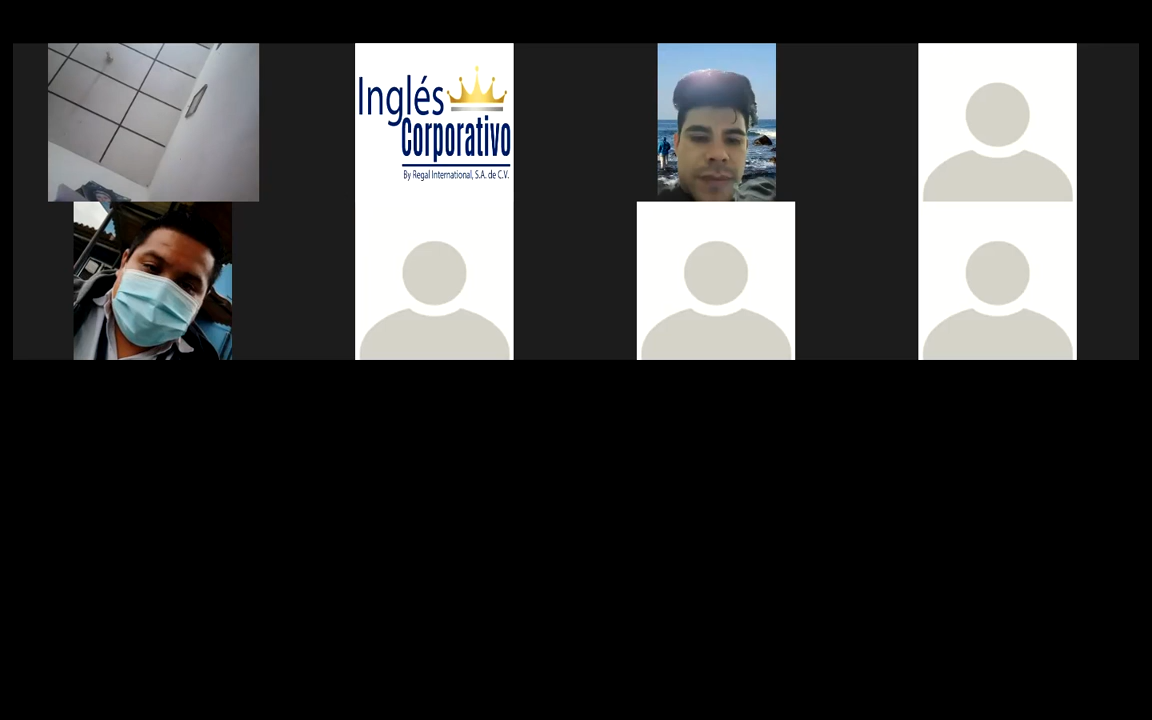 Inglés
Corporativo
By Regal International, S.A. de C.V.